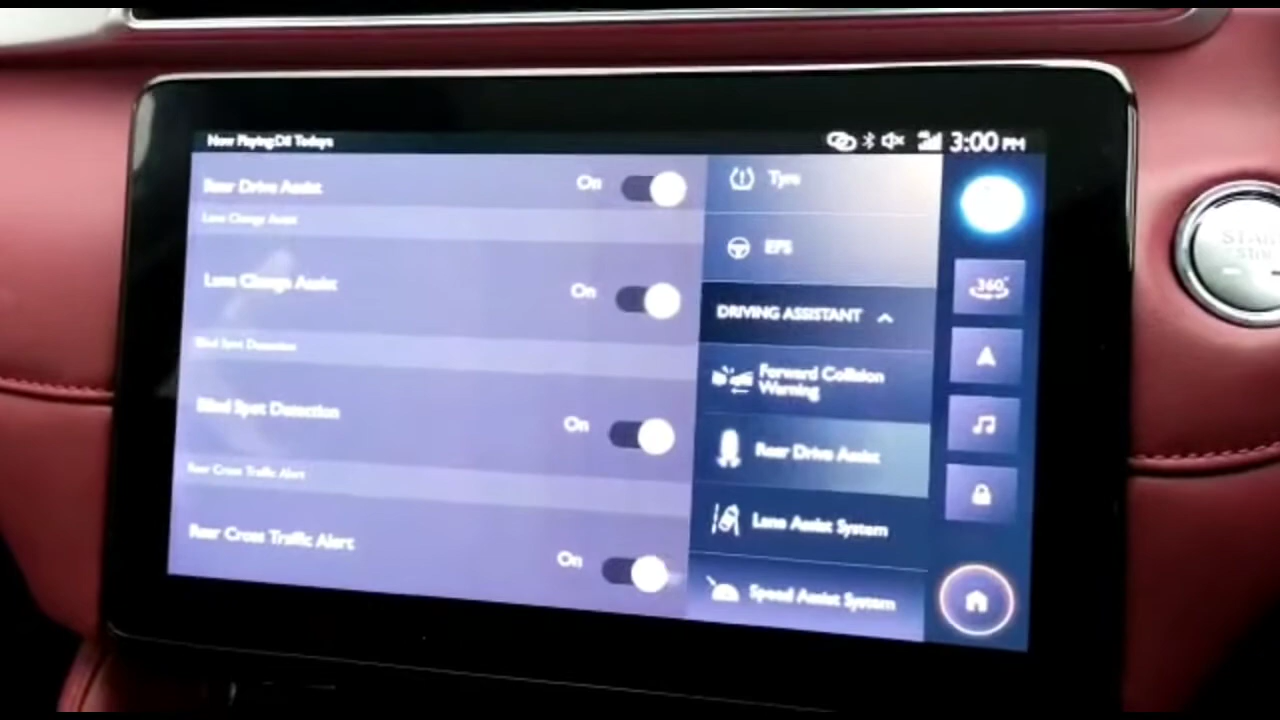 Now Playing:Dil Todeya
3:00 PM
Rear Drive Assist
On
Lane Change Assist
Lane Change Assist
On
Blind Spot Detection
Blind Spot Detection
On
Rear Cross Traffic Alert
Rear Cross Traffic Alert
On
Tyre
EPS
DRIVING ASSISTANT
Forward Collision
Warning
Rear Drive Assist
Lane Assist System
Speed Assist System
360°
START
STOP